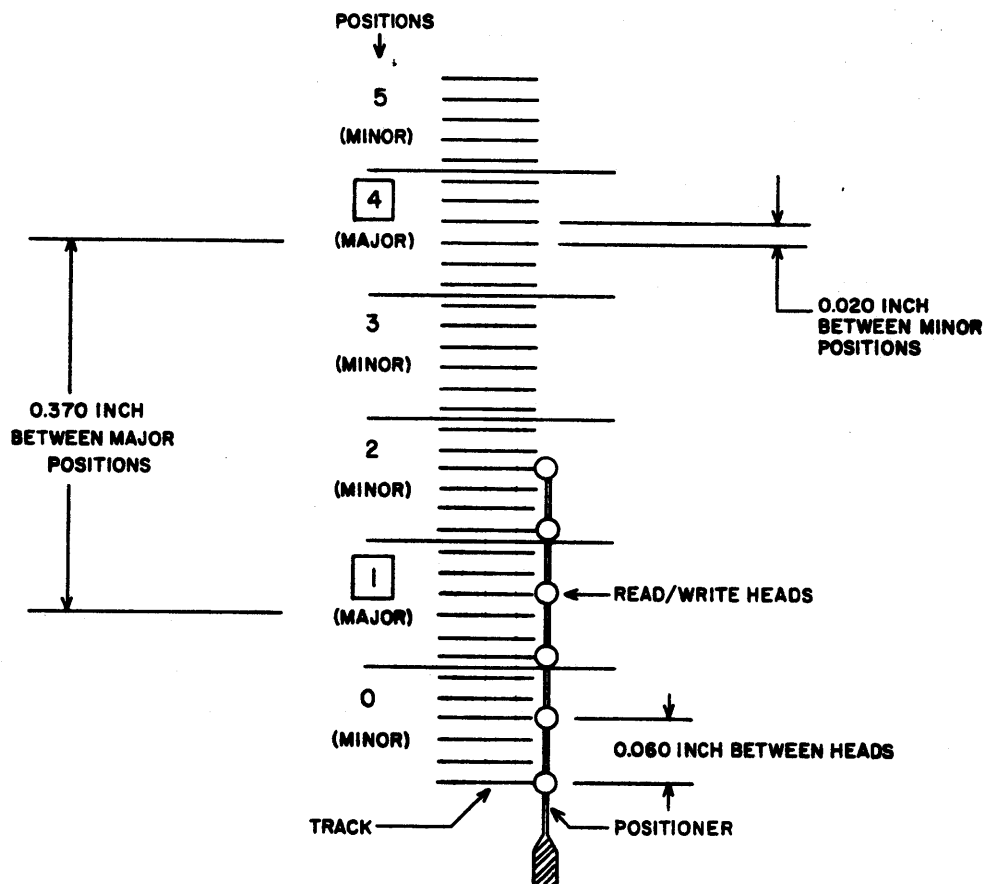 POSITIONS
5
(MINOR)
4
(MAJOR)
0.020 INCH
BETWEEN MINOR
POSITIONS
3
(MINOR)
0.370 INCH
BETWEEN MAJOR
POSITIONS
2
(MINOR)
1
(MAJOR)
READ/WRITE HEADS
0
(MINOR)
0.060 INCH BETWEEN HEADS
TRACK
POSITIONER